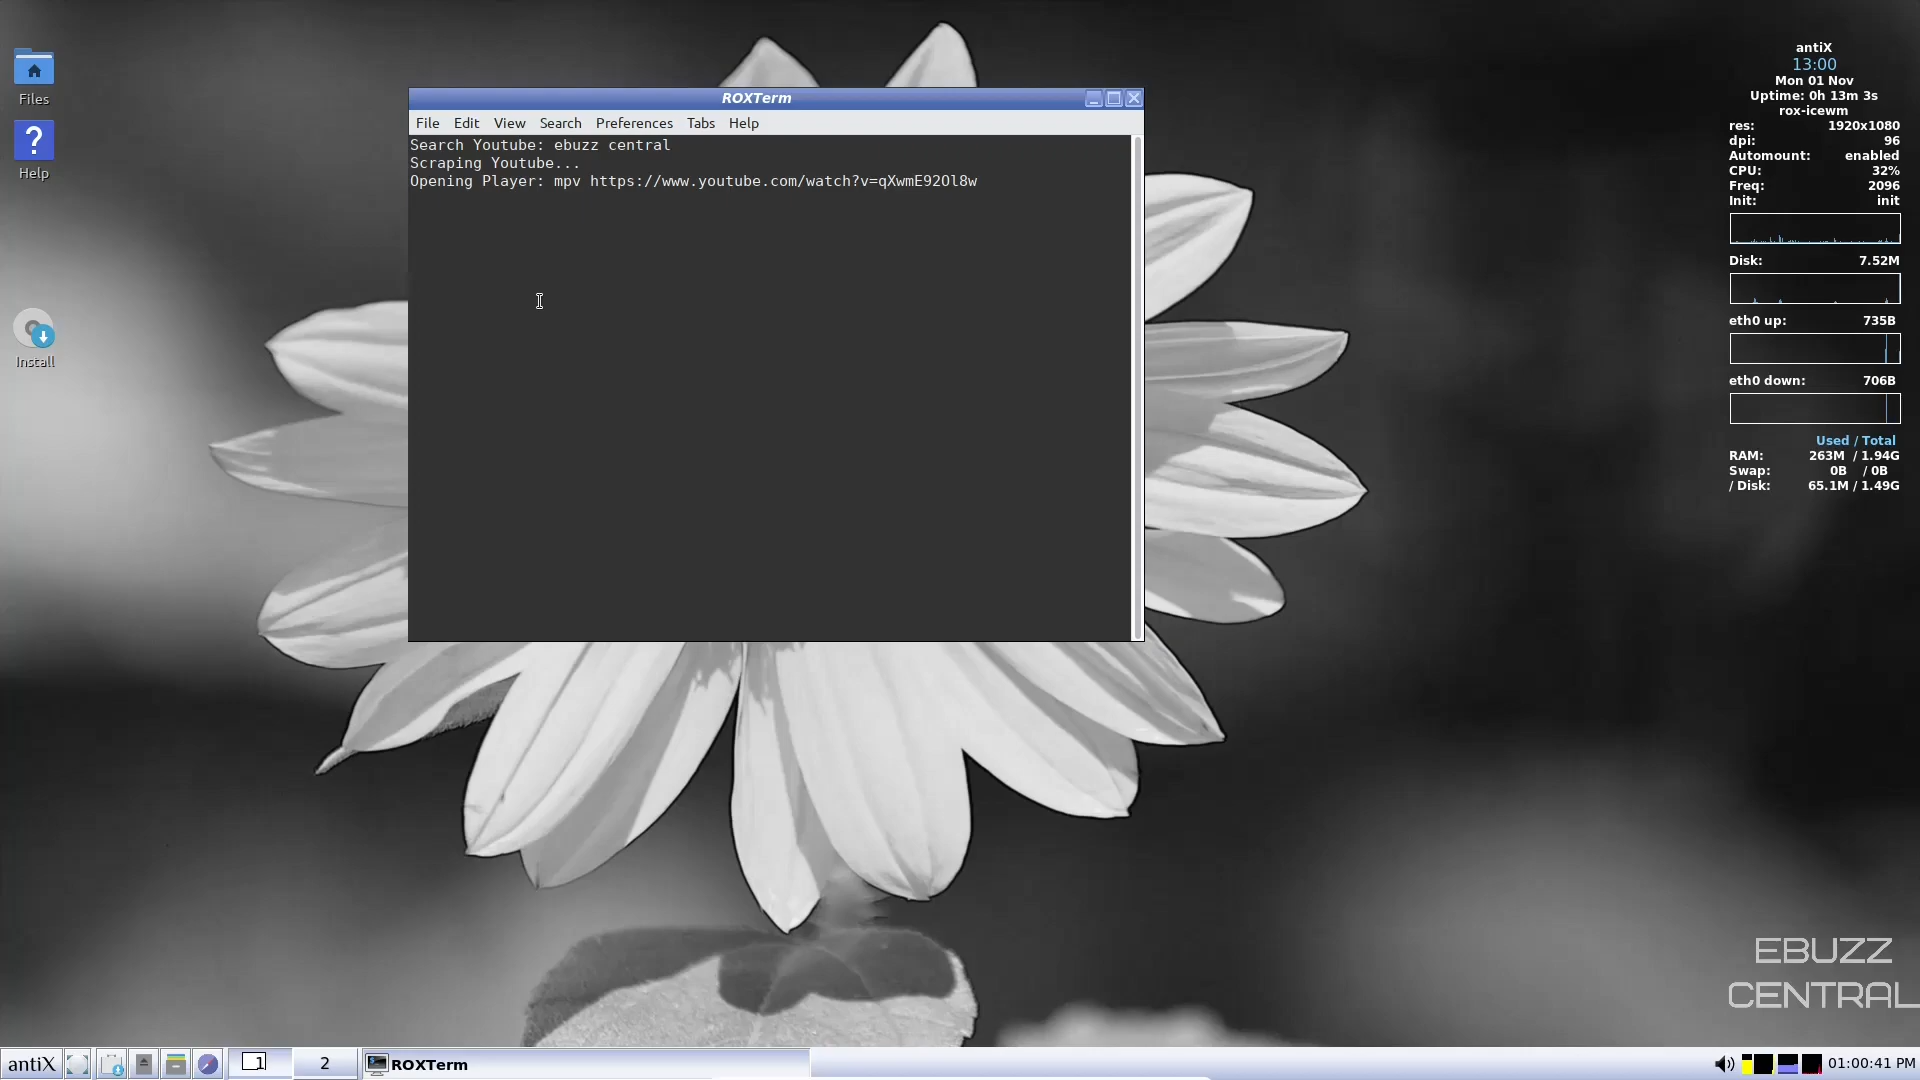 Files
Help
Install
ROXTerm
File Edit View Search Preferences Tabs Help
Search Youtube: ebuzz central
Scraping Youtube...
Opening Player: mpv https://www.youtube.com/watch?v=qXwmE92Ol8w
antiX
13:00
Mon 01 Nov
Uptime: 0h 13m 3s
rox-icewm
res: 1920x1080
dpi: 96
Automount: enabled
CPU: 32%
Freq: 2096
Init: init
Disk: 7.52M
eth0 up: 735B
eth0 down: 706B
Used / Total
RAM: 263M / 1.94G
Swap: 0B / 0B
/ Disk: 65.1M / 1.49G
EBUZZ
CENTRAL
antiX 1 2 ROXTerm 01:00:41 PM